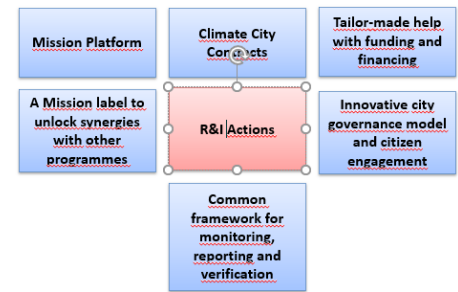 Mission Platform
Climate City
Contracts
Tailor-made help
with funding and
financing
A Mission label to
unlock synergies
with other
programmes
R&I Actions
Innovative city
governance model
and citizen
engagement
Common
framework for
monitoring,
reporting and
verification